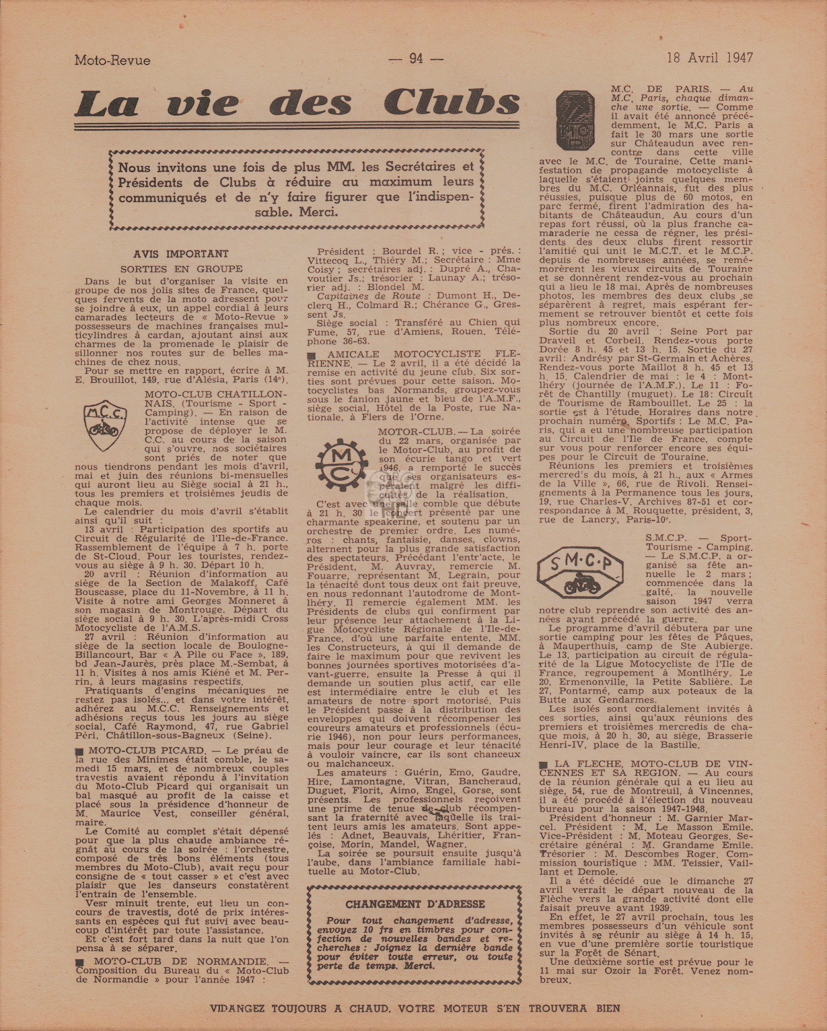 Moto-Revue
— 94 —
18 Avril 1947
La vie des Clubs
Nous invitons une fois de plus MM. les Secrétaires et
Présidents de Clubs à réduire au maximum leurs
communiqués et de n'y faire figurer que l'indispen-
sable. Merci.
AVIS IMPORTANT
SORTIES EN GROUPE
Dans le but d'organiser la visite en
groupe de nos jolis sites de France, quel-
ques fervents de la moto adressent pour
se joindre à eux, un appel cordial à leurs
camarades lecteurs de « Moto-Revue »
possesseurs de machines françaises mul-
ticylindres à cardan, ajoutant ainsi aux
charmes de la promenade le plaisir de
sillonner nos routes sur de belles ma-
chines de chez nous.
Pour se mettre en rapport, écrire à M.
E. Brouillot, 149, rue d'Alésia, Paris (14e).
M.C.C.
MOTO-CLUB CHATILLON-
NAIS. (Tourisme - Sport -
Camping). — En raison de
l'activité intense que se
propose de déployer le M.
C.C. au cours de la saison
qui s'ouvre, nos sociétaires
sont priés de noter que
nous tiendrons pendant les mois d'avril,
mai et juin des réunions bi-mensuelles
qui auront lieu au Siège social à 21 h.,
tous les premiers et troisièmes jeudis de
chaque mois.
Le calendrier du mois d'avril s'établit
ainsi qu'il suit :
13 avril : Participation des sportifs au
Circuit de Régularité de l'Ile-de-France.
Rassemblement de l'équipe à 7 h. porte
de St-Cloud. Pour les touristes, rendez-
vous au siège à 9 h. 30. Départ 10 h.
20 avril : Réunion d'information au
siège de la Section de Malakoff, Café
Bouscasse, place du 11-Novembre, à 11 h.
Visite à notre ami Georges Monneret à
son magasin de Montrouge. Départ du
siège social à 9 h. 30. L'après-midi Cross
Motocycliste de l'A.M.S.
27 avril : Réunion d'information au
siège de la section locale de Boulogne-
Billancourt, Bar « A Pile ou Face », 189,
bd Jean-Jaurès, près place M.-Sembat, à
11 h. Visites à nos amis Kiéné et M. Per-
rin, à leurs magasins respectifs.
Pratiquants d'engins mécaniques ne
restez pas isolés... et dans votre intérêt,
adhérez au M.C.C. Renseignements et
adhésions reçus tous les jours au siège
social, Café Raymond, 47, rue Gabriel
Péri, Châtillon-sous-Bagneux (Seine).
MOTO-CLUB PICARD. — Le préau de
la rue des Minimes était comble, le sa-
medi 15 mars, et de nombreux couples
travestis avaient répondu à l'invitation
du Moto-Club Picard qui organisait un
bal masqué au profit de la caisse et
placé sous la présidence d'honneur de
M. Maurice Vest, conseiller général,
maire.
Le Comité au complet s'était dépensé
pour que la plus chaude ambiance ré-
gnât au cours de la soirée : l'orchestre,
composé de très bons éléments (tous
membres du Moto-Club), avait reçu pour
consigne de « tout casser » et c'est avec
plaisir que les danseurs constatèrent
l'entrain de l'ensemble.
Vesr minuit trente, eut lieu un con-
cours de travestis, doté de prix intéres-
sants en espèces qui fut suivi avec beau-
coup d'intérêt par toute l'assistance.
Et c'est fort tard dans la nuit que l'on
pensa à se séparer.
MOTO-CLUB DE NORMANDIE. —
Composition du Bureau du « Moto-Club
de Normandie » pour l'année 1947 :
Président : Bourdel R. ; vice - prés. :
Vittecoq L., Thiéry M.; Secrétaire : Mme
Coisy ; secrétaires adj. : Dupré A., Cha-
voutier Js.; trésorier : Launay A.; tréso-
rier adj. : Blondel M.
Capitaines de Route : Dumont H., De-
clerq H., Colmard R.; Chérance G., Gres-
sent Js.
Siège social : Transféré au Chien qui
Fume, 57, rue d'Amiens, Rouen. Télé-
phone 36-63.
AMICALE MOTOCYCLISTE FLE-
RIENNE. — Le 2 avril, il a été décidé la
remise en activité du jeune club. Six sor-
ties sont prévues pour cette saison. Mo-
tocyclistes bas Normands, groupez-vous
sous le fanion jaune et bleu de l'A.M.F.,
siège social, Hôtel de la Poste, rue Na-
tionale, à Flers de l'Orne.
MC
MOTOR-CLUB. — La soirée
du 22 mars, organisée par
le Motor-Club, au profit de
son écurie tango et vert
1946, a remporté le succès
que ses organisateurs es-
péraient malgré les diffi-
cultés de la réalisation.
C'est avec salle comble que débute
à 21 h. 30 le concert présenté par une
charmante speakerine, et soutenu par un
orchestre de premier ordre. Les numé-
ros : chants, fantaisie, danses, clowns,
alternent pour la plus grande satisfaction
des spectateurs. Précédant l'entr'acte, le
Président, M. Auvray, remercie M.
Fouarre, représentant M. Legrain, pour
la ténacité dont tous deux ont fait preuve,
en nous redonnant l'autodrome de Mont-
lhéry. Il remercie également MM. les
Présidents de clubs qui confirment par
leur présence leur attachement à la Li-
gue Motocycliste Régionale de l'Ile-de-
France, d'où une parfaite entente. MM.
les Constructeurs, à qui il demande de
faire le maximum pour que revivent les
bonnes journées sportives motorisées d'a-
vant-guerre, ensuite la Presse à qui il
demande un soutien plus actif, car elle
est intermédiaire entre le club et les
amateurs de notre sport motorisé. Puis
le Président passe à la distribution des
enveloppes qui doivent récompenser les
coureurs amateurs et professionnels (écu-
rie 1946), non pour leurs performances,
mais pour leur courage et leur ténacité
à vouloir vaincre, car ils sont chanceux
ou malchanceux.
Les amateurs : Guérin, Emo, Gaudre,
Hire, Lamontagne, Vitran, Bancheraud,
Duguet, Florit, Aimo, Engel, Gorse, sont
présents. Les professionnels reçoivent
une prime de tenue de club récompen-
sant la fraternité avec laquelle ils trai-
tent leurs amis les amateurs. Sont appe-
lés : Adnet, Beauvais, Lhéritier, Fran-
çoise, Morin, Mandel, Wagner.
La soirée se poursuit ensuite jusqu'à
l'aube, dans l'ambiance familiale habi-
tuelle au Motor-Club.
CHANGEMENT D'ADRESSE
Pour tout changement d'adresse,
envoyez 10 frs en timbres pour con-
fection de nouvelles bandes et re-
cherches : Joignez la dernière bande
pour éviter toute erreur, ou toute
perte de temps. Merci.
M.C. DE PARIS. — Au
M.C. Paris, chaque diman-
che une sortie. — Comme
il avait été annoncé précé-
demment, le M.C. Paris a
fait le 30 mars une sortie
sur Châteaudun avec ren-
contre dans cette ville
avec le M.C. de Touraine. Cette mani-
festation de propagande motocycliste à
laquelle s'étaient joints quelques mem-
bres du M.C. Orléannais, fut des plus
réussies, puisque plus de 60 motos, en
parc fermé, firent l'admiration des ha-
bitants de Châteaudun. Au cours d'un
repas fort réussi, où la plus franche ca-
maraderie ne cessa de régner, les prési-
dents des deux clubs firent ressortir
l'amitié qui unit le M.C.T. et le M.C.P.
depuis de nombreuses années, se remé-
morèrent les vieux circuits de Touraine
et se donnèrent rendez-vous au prochain
qui a lieu le 18 mai. Après de nombreuses
photos, les membres des deux clubs se
séparèrent à regret, mais espérant fer-
mement se retrouver bientôt et cette fois
plus nombreux encore.
Sortie du 20 avril : Seine Port par
Draveil et Corbeil. Rendez-vous porte
Dorée 8 h. 45 et 13 h. 15. Sortie du 27
avril: Andrésy par St-Germain et Achères.
Rendez-vous porte Maillot 8 h. 45 et 13
h. 15. Calendrier de mai : le 4 : Mont-
lhéry (journée de l'A.M.F.). Le 11 : Fo-
rêt de Chantilly (muguet). Le 18: Circuit
de Tourisme de Rambouillet. Le 25 : la
sortie est à l'étude. Horaires dans notre
prochain numéro. Sportifs : Le M.C. Pa-
ris, qui a eu une nombreuse participation
au Circuit de l'Ile de France, compte
sur vous pour renforcer encore ses équi-
pes pour le Circuit de Touraine.
Réunions les premiers et troisièmes
mercred's du mois, à 21 h., aux « Armes
de la Ville », 66, rue de Rivoli. Rensei-
gnements à la Permanence tous les jours,
19, rue Charles-V, Archives 87-51 et cor-
respondance à M. Rouquette, président, 3,
rue de Lancry, Paris-10e.
S.M.C.P
S.M.C.P. — Sport-
Tourisme - Camping.
— Le S.M.C.P. a or-
ganisé sa fête an-
nuelle le 2 mars ;
commencée dans la
gaîté, la nouvelle
saison 1947 verra
notre club reprendre son activité des an-
nées ayant précédé la guerre.
Le programme d'avril débutera par une
sortie camping pour les fêtes de Pâques,
à Mauperthuis, camp de Ste Aubierge.
Le 13, participation au circuit de régula-
rité de la Ligue Motocycliste de l'Ile de
France, regroupement à Montlhéry. Le
20, Ermenonville, la Petite Sablière. Le
27, Pontarmé, camp aux poteaux de la
Butte aux Gendarmes.
Les isolés sont cordialement invités à
ces sorties, ainsi qu'aux réunions des
premiers et troisièmes mercredis de cha-
que mois, à 20 h. 30, au siège, Brasserie
Henri-IV, place de la Bastille.
LA FLECHE, MOTO-CLUB DE VIN-
CENNES ET SA REGION. — Au cours
de la réunion générale qui a eu lieu au
siège, 54, rue de Montreuil, à Vincennes,
il a été procédé à l'élection du nouveau
bureau pour la saison 1947-1948.
Président d'honneur : M. Garnier Mar-
cel. Président : M. Le Masson Emile.
Vice-Président : M. Moteau Georges. Se-
crétaire général : M. Grandame Emile.
Trésorier : M. Descombes Roger. Com-
mission touristique : MM. Teissier, Vail-
lant et Demole.
Il a été décidé que le dimanche 27
avril verrait le départ nouveau de la
Flèche vers la grande activité dont elle
faisait preuve avant 1939.
En effet, le 27 avril prochain, tous les
membres possesseurs d'un véhicule sont
invités à se réunir au siège à 14 h. 15,
en vue d'une première sortie touristique
sur la Forêt de Sénart.
Une deuxième sortie est prévue pour le
11 mai sur Ozoir la Forêt. Venez nom-
breux.
VIDANGEZ TOUJOURS A CHAUD. VOTRE MOTEUR S'EN TROUVERA BIEN